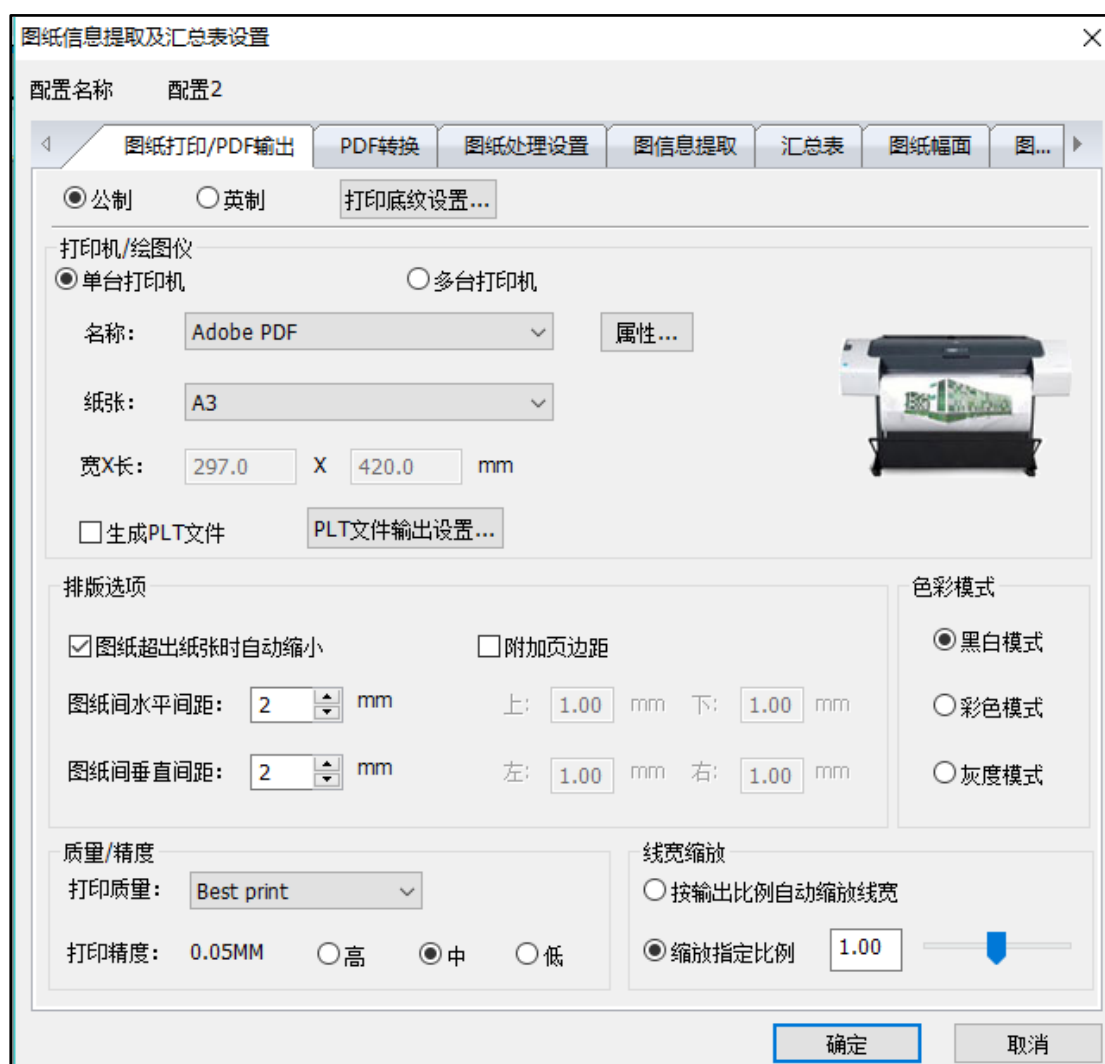 图纸信息提取及汇总表设置
配置名称 配置2
图纸打印/PDF输出 PDF转换 图纸处理设置 图信息提取 汇总表 图纸幅面 图...
公制 英制 打印底纹设置...
打印机/绘图仪
单台打印机 多台打印机
名称: Adobe PDF 属性...
纸张: A3
宽X长: 297.0 X 420.0 mm
生成PLT文件 PLT文件输出设置...
排版选项 色彩模式
图纸超出纸张时自动缩小 附加页边距 黑白模式
图纸间水平间距: 2 mm 上: 1.00 mm 下: 1.00 mm 彩色模式
图纸间垂直间距: 2 mm 左: 1.00 mm 右: 1.00 mm 灰度模式
质量/精度 线宽缩放
打印质量: Best print 按输出比例自动缩放线宽
打印精度: 0.05MM 高 中 低 缩放指定比例 1.00
确定 取消